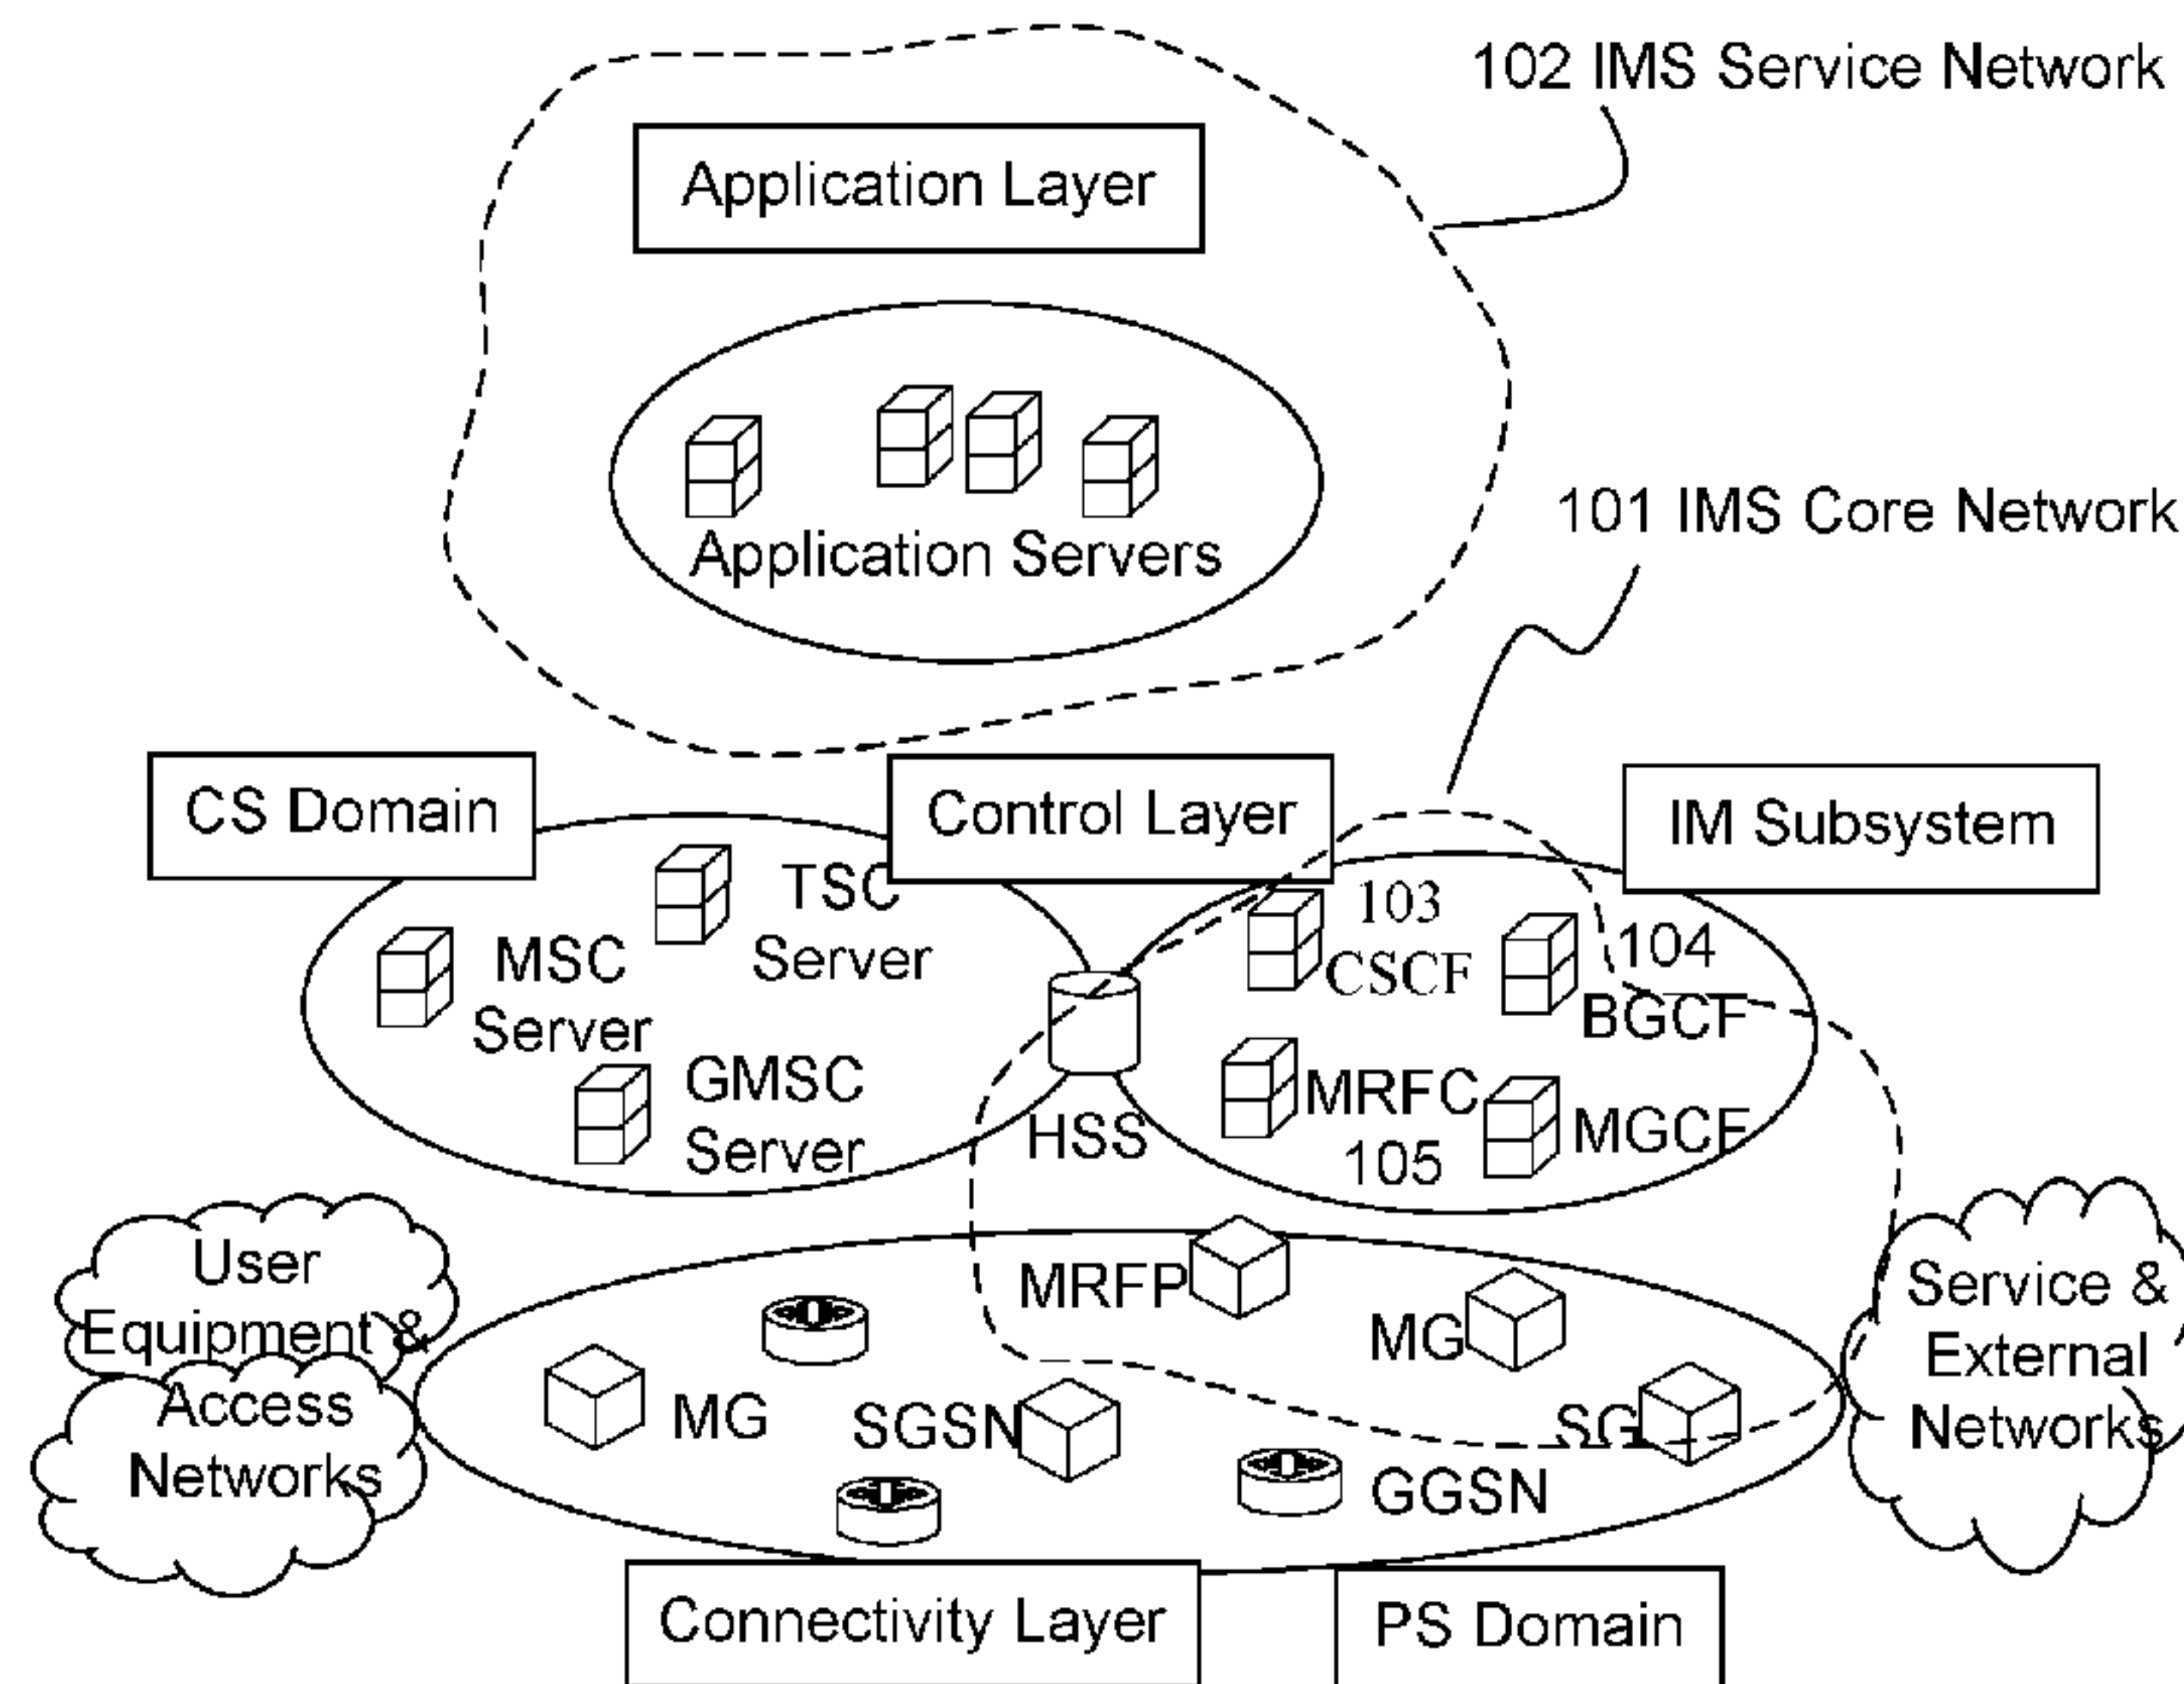 102 IMS Service Network
Application Layer
Application Servers
101 IMS Core Network
CS Domain
Control Layer
IM Subsystem
TSC
Server
MSC
Server
GMSC
Server
HSS
103
CSCF
104
BGCF
MRFC
105
MGCF
User
Equipment &
Access
Networks
MRFP
MG
MG
SGSN
SG
GGSN
Service &
External
Networks
Connectivity Layer
PS Domain